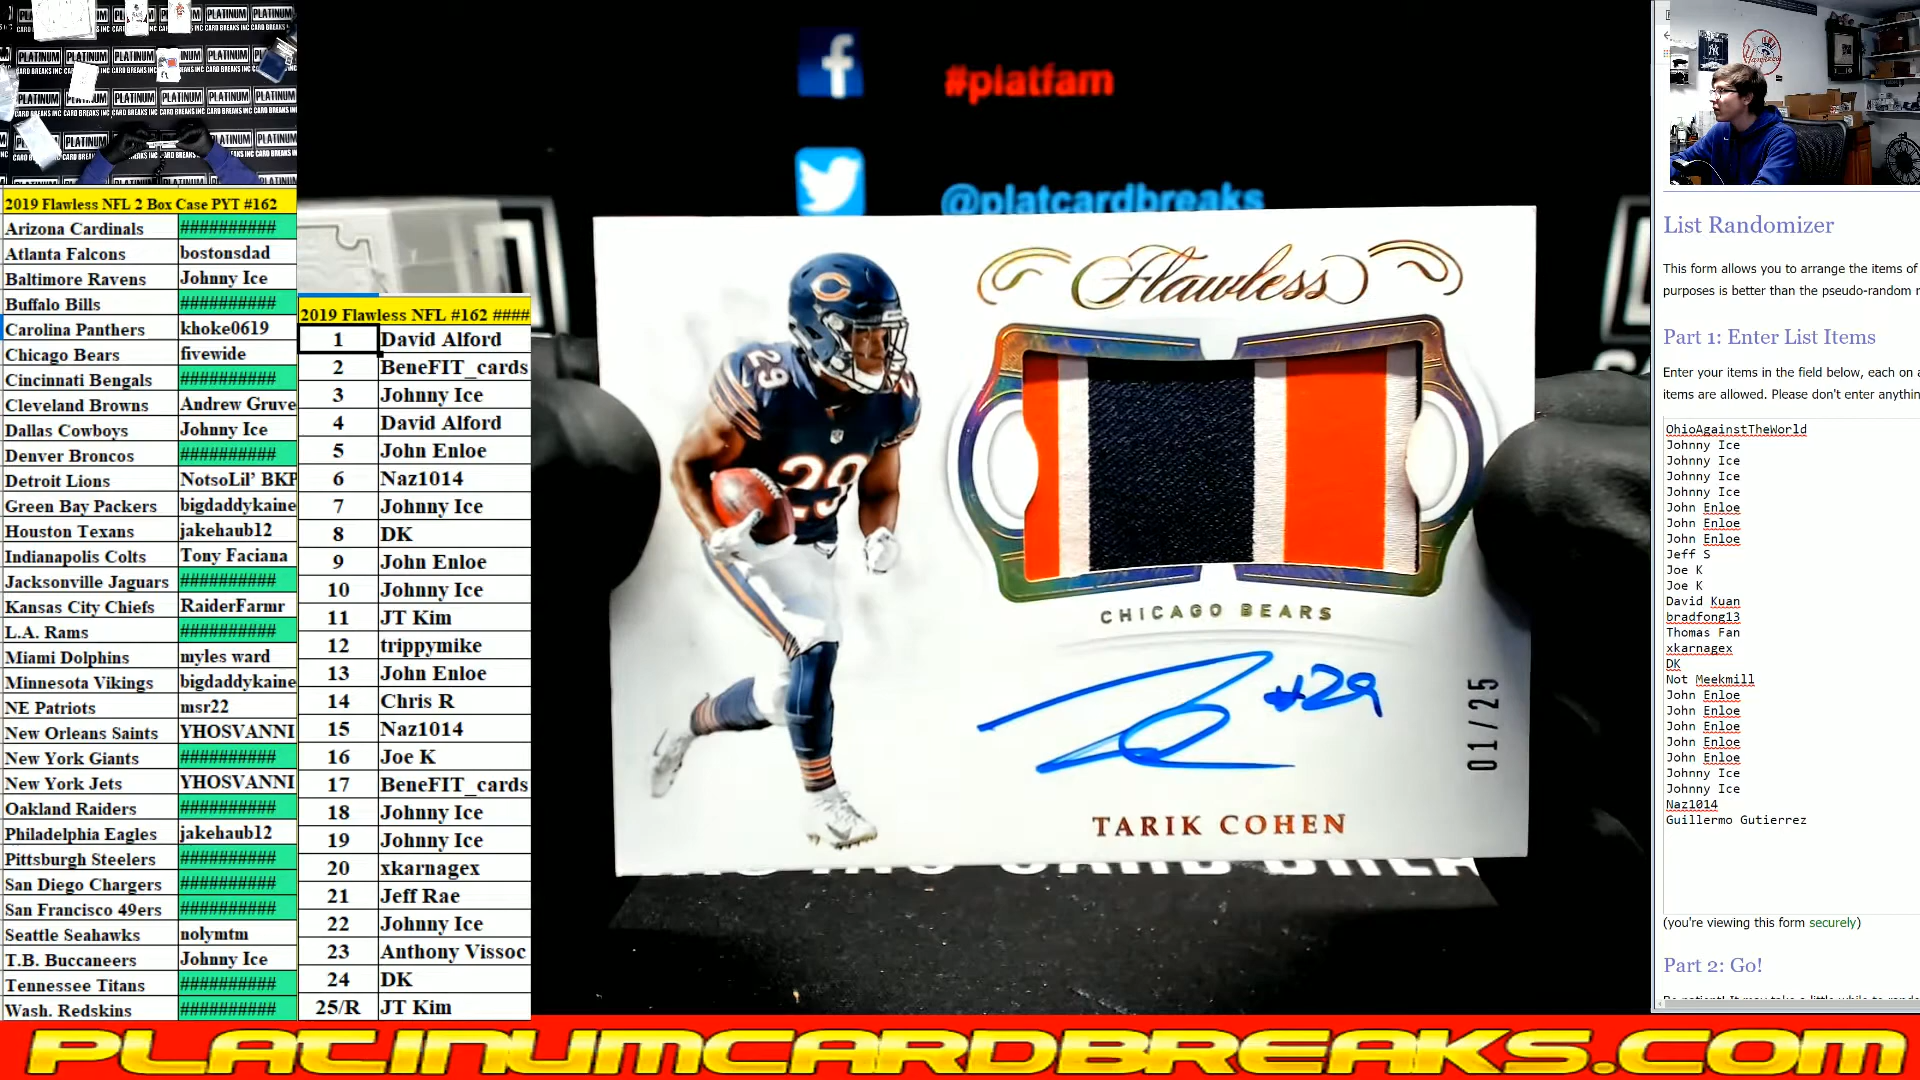 #platfam
@platcardbreaks
2019 Flawless NFL 2 Box Case PYT #162
Arizona Cardinals ##########
Atlanta Falcons bostonsdad
Baltimore Ravens Johnny Ice
Buffalo Bills ##########
Carolina Panthers khoke0619
Chicago Bears fivewide
Cincinnati Bengals ##########
Cleveland Browns Andrew Gruve
Dallas Cowboys Johnny Ice
Denver Broncos ##########
Detroit Lions NotsoLil' BKP
Green Bay Packers bigdaddykaine
Houston Texans jakehaub12
Indianapolis Colts Tony Faciana
Jacksonville Jaguars ##########
Kansas City Chiefs RaiderFarmr
L.A. Rams ##########
Miami Dolphins myles ward
Minnesota Vikings bigdaddykaine
NE Patriots msr22
New Orleans Saints YHOSVANNI
New York Giants ##########
New York Jets YHOSVANNI
Oakland Raiders ##########
Philadelphia Eagles jakehaub12
Pittsburgh Steelers ##########
San Diego Chargers ##########
San Francisco 49ers ##########
Seattle Seahawks nolymtm
T.B. Buccaneers Johnny Ice
Tennessee Titans ##########
Wash. Redskins ##########
2019 Flawless NFL #162 ####
1 David Alford
2 BeneFIT_cards
3 Johnny Ice
4 David Alford
5 John Enloe
6 Naz1014
7 Johnny Ice
8 DK
9 John Enloe
10 Johnny Ice
11 JT Kim
12 trippymike
13 John Enloe
14 Chris R
15 Naz1014
16 Joe K
17 BeneFIT_cards
18 Johnny Ice
19 Johnny Ice
20 xkarnagex
21 Jeff Rae
22 Johnny Ice
23 Anthony Vissoc
24 DK
25/R JT Kim
Flawless
29
29
CHICAGO BEARS
#29
01/25
TARIK COHEN
List Randomizer
This form allows you to arrange the items of
purposes is better than the pseudo-random
Part 1: Enter List Items
Enter your items in the field below, each on
items are allowed. Please don't enter anythin
OhioAgainstTheWorld
Johnny Ice
Johnny Ice
Johnny Ice
Johnny Ice
John Enloe
John Enloe
John Enloe
Jeff S
Joe K
Joe K
David Kuan
bradfong13
Thomas Fan
xkarnagex
DK
Not Meekmill
John Enloe
John Enloe
John Enloe
John Enloe
John Enloe
Johnny Ice
Johnny Ice
Naz1014
Guillermo Gutierrez
(you're viewing this form securely)
Part 2: Go!
PLATINUMCARDBREAKS.COM